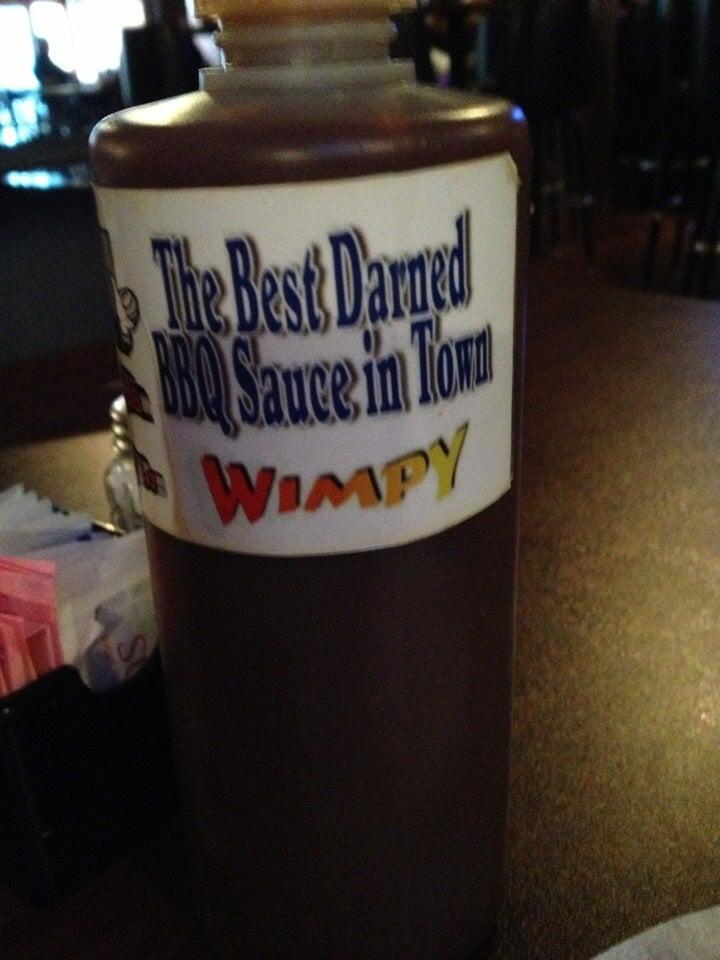 The Best Darned
BBQ Sauce in Town
WIMPY